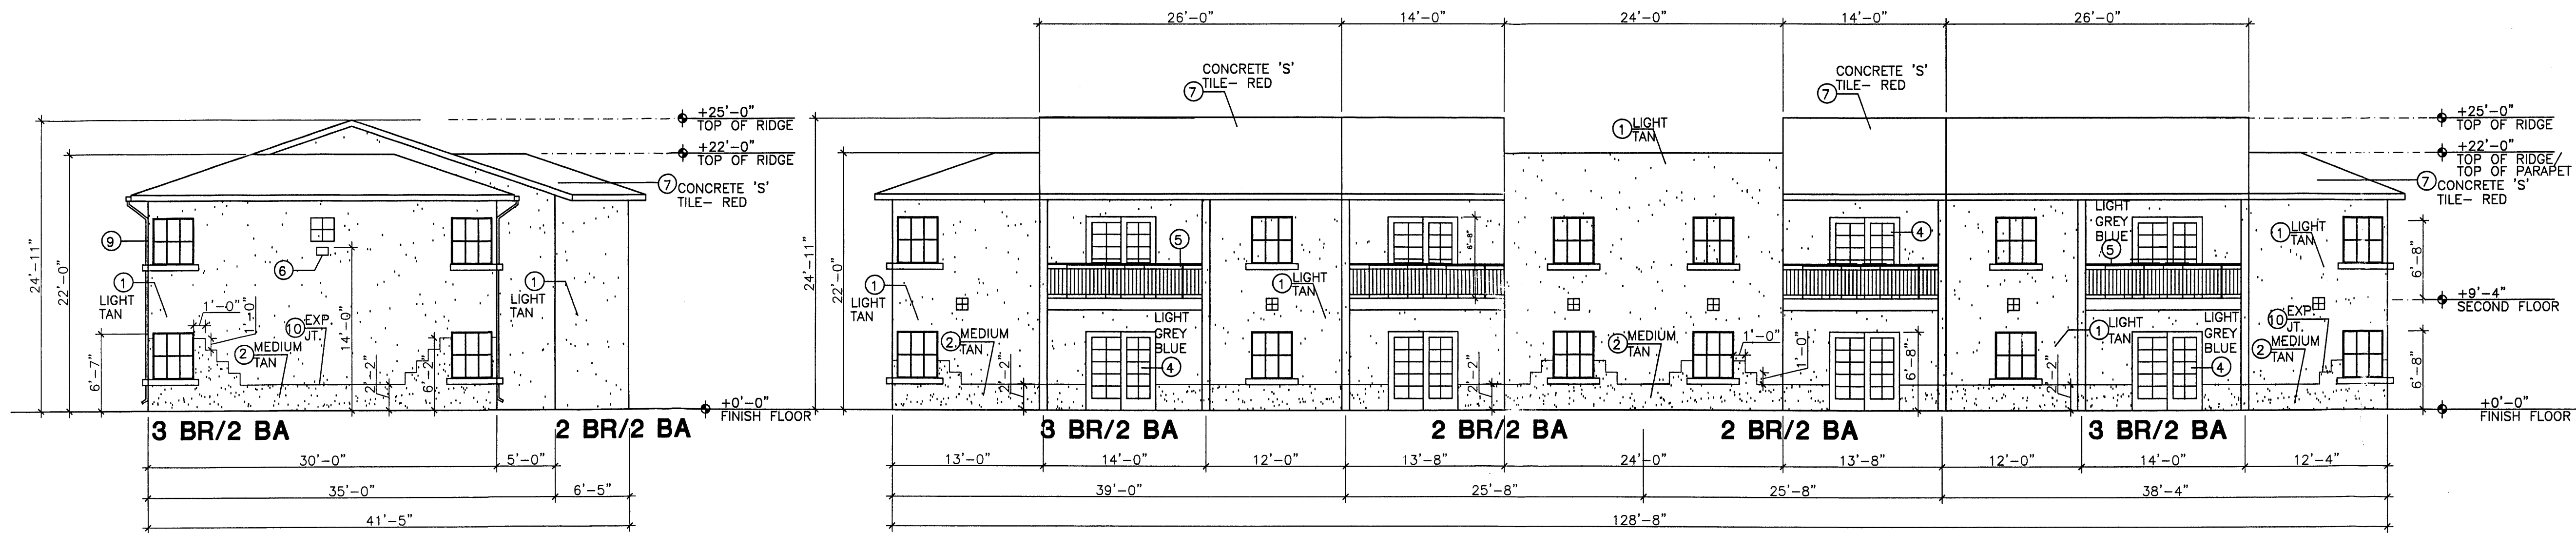 26'-0"
14'-0"
24'-0"
14'-0"
26'-0"
+25'-0"
TOP OF RIDGE
+22'-0"
TOP OF RIDGE
7 CONCRETE 'S'
TILE- RED
24'-11"
22'-0"
9
1
LIGHT
TAN
6
1'-0"
1'-0"
10 EXP.
JT.
2 MEDIUM
TAN
14'-0"
6'-7"
2'-2"
6'-2"
1
LIGHT
TAN
+0'-0"
FINISH FLOOR
3 BR/2 BA
2 BR/2 BA
30'-0"
5'-0"
35'-0"
6'-5"
41'-5"
CONCRETE 'S'
7 TILE- RED
1 LIGHT
TAN
CONCRETE 'S'
7 TILE- RED
24'-11"
22'-0"
1
LIGHT
TAN
2 MEDIUM
TAN
2'-2"
5
LIGHT
GREY
BLUE
4
1 LIGHT
TAN
6'-8"
2'-2"
2 MEDIUM
TAN
1'-0"
1'-0"
4
6'-8"
LIGHT
GREY
BLUE
5
1 LIGHT
TAN
2'-2"
LIGHT
GREY
BLUE
4
1 LIGHT
TAN
10 EXP.
JT.
2 MEDIUM
TAN
6'-8"
6'-8"
+25'-0"
TOP OF RIDGE
+22'-0"
TOP OF RIDGE/
TOP OF PARAPET
7 CONCRETE 'S'
TILE- RED
+9'-4"
SECOND FLOOR
+0'-0"
FINISH FLOOR
3 BR/2 BA
2 BR/2 BA
2 BR/2 BA
3 BR/2 BA
13'-0"
14'-0"
12'-0"
13'-8"
24'-0"
13'-8"
12'-0"
14'-0"
12'-4"
39'-0"
25'-8"
25'-8"
38'-4"
128'-8"